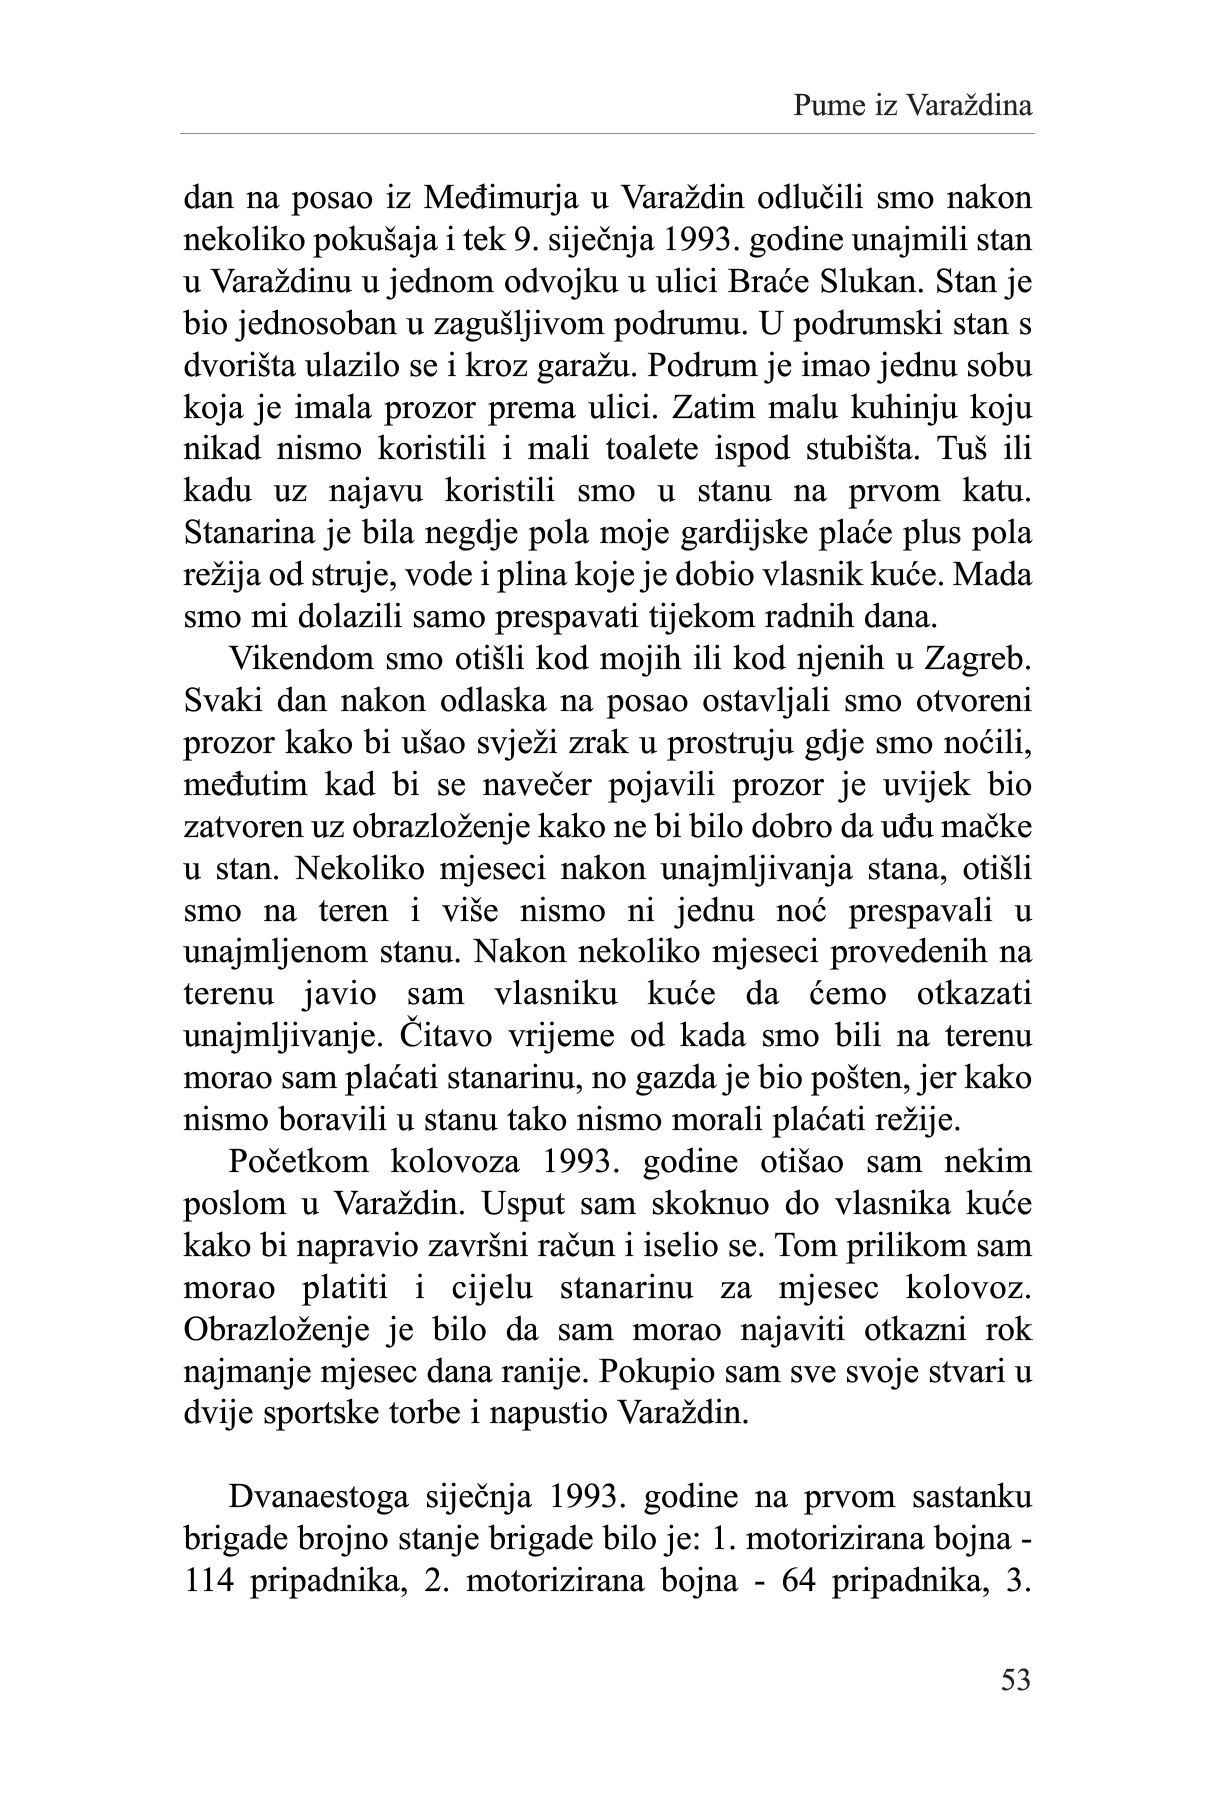 Pume iz Varaždina
dan na posao iz Međimurja u Varaždin odlučili smo nakon
nekoliko pokušaja i tek 9. siječnja 1993. godine unajmili stan
u Varaždinu u jednom odvojku u ulici Braće Slukan. Stan je
bio jednosoban u zagušljivom podrumu. U podrumski stan s
dvorišta ulazilo se i kroz garažu. Podrum je imao jednu sobu
koja je imala prozor prema ulici. Zatim malu kuhinju koju
nikad nismo koristili i mali toalete ispod stubišta. Tuš ili
kadu uz najavu koristili smo u stanu na prvom katu.
Stanarina je bila negdje pola moje gardijske plaće plus pola
režija od struje, vode i plina koje je dobio vlasnik kuće. Mada
smo mi dolazili samo prespavati tijekom radnih dana.
Vikendom smo otišli kod mojih ili kod njenih u Zagreb.
Svaki dan nakon odlaska na posao ostavljali smo otvoreni
prozor kako bi ušao svježi zrak u prostruju gdje smo noćili,
međutim kad bi se navečer pojavili prozor je uvijek bio
zatvoren uz obrazloženje kako ne bi bilo dobro da uđu mačke
u stan. Nekoliko mjeseci nakon unajmljivanja stana, otišli
smo na teren i više nismo ni jednu noć prespavali u
unajmljenom stanu. Nakon nekoliko mjeseci provedenih na
terenu javio sam vlasniku kuće da ćemo otkazati
unajmljivanje. Čitavo vrijeme od kada smo bili na terenu
morao sam plaćati stanarinu, no gazda je bio pošten, jer kako
nismo boravili u stanu tako nismo morali plaćati režije.
Početkom kolovoza 1993. godine otišao sam nekim
poslom u Varaždin. Usput sam skoknuo do vlasnika kuće
kako bi napravio završni račun i iselio se. Tom prilikom sam
morao platiti i cijelu stanarinu za mjesec kolovoz.
Obrazloženje je bilo da sam morao najaviti otkazni rok
najmanje mjesec dana ranije. Pokupio sam sve svoje stvari u
dvije sportske torbe i napustio Varaždin.
Dvanaestoga siječnja 1993. godine na prvom sastanku
brigade brojno stanje brigade bilo je: 1. motorizirana bojna -
114 pripadnika, 2. motorizirana bojna - 64 pripadnika, 3.
53